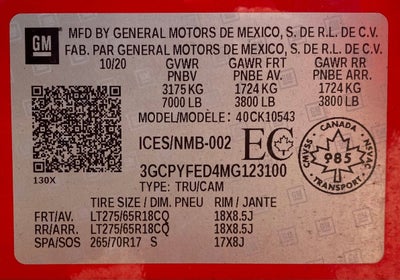 GM
MFD BY GENERAL MOTORS DE MEXICO, S. DE R.L. DE C.V.
FAB. PAR GENERAL MOTORS DE MEXICO, S. DE R.L. DE C.V.
10/20 GVWR GAWR FRT GAWR RR
PNBV PNBE AV. PNBE ARR.
3175 KG 1724 KG 1724 KG
7000 LB 3800 LB 3800 LB
MODEL/MODÈLE: 40CK10543
ICES/NMB-002 EC
CANADA
SMVAC NSVAC
985
TRANSPORT
3GCPYFED4MG123100
130X
TYPE: TRU/CAM
TIRE SIZE / DIM. PNEU RIM / JANTE
FRT/AV. LT275/65R18CQ 18X8.5J
RR/ARR. LT275/65R18CQ 18X8.5J
SPA/SOS 265/70R17 S 17X8J